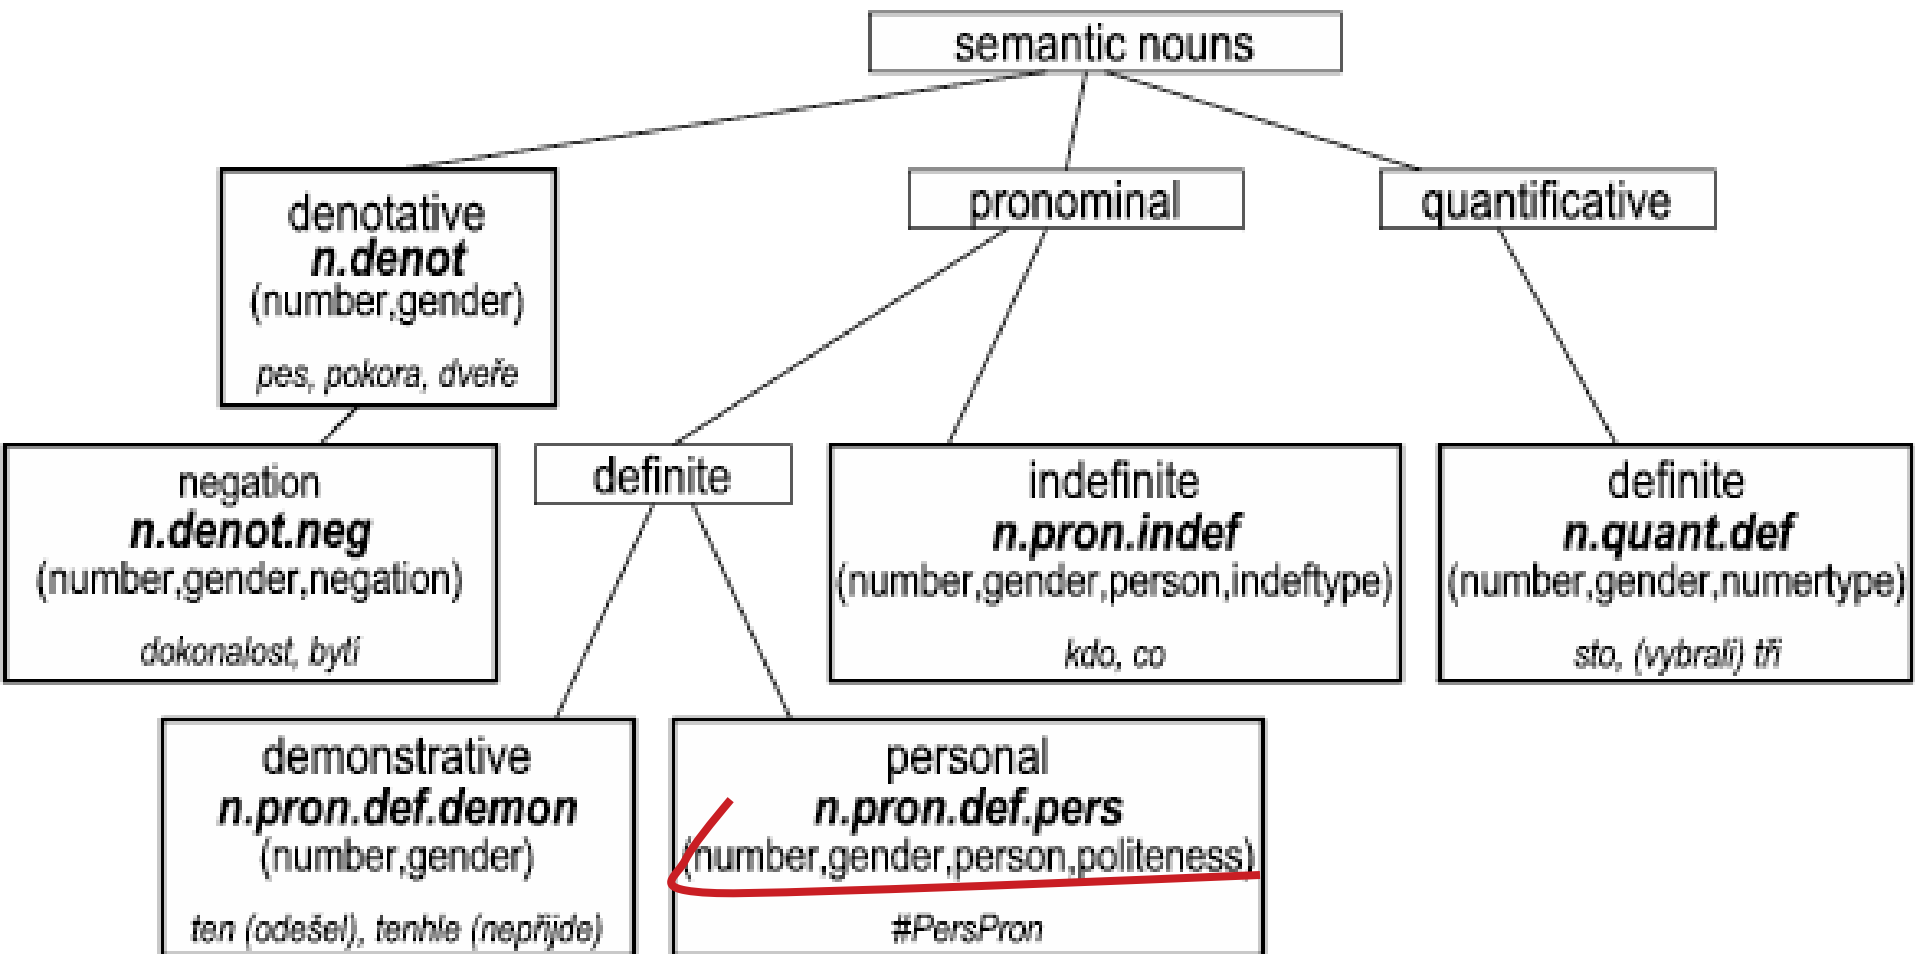 semantic nouns
denotative
n.denot
(number,gender)
pes, pokora, dveře
pronominal
quantificative
negation
n.denot.neg
(number,gender,negation)
dokonalost, bytí
definite
indefinite
n.pron.indef
(number,gender,person,indeftype)
kdo, co
definite
n.quant.def
(number,gender,numertype)
sto, (vybrali) tři
demonstrative
n.pron.def.demon
(number,gender)
ten (odešel), tenhle (nepřijde)
personal
n.pron.def.pers
(number,gender,person,politeness)
#PersPron